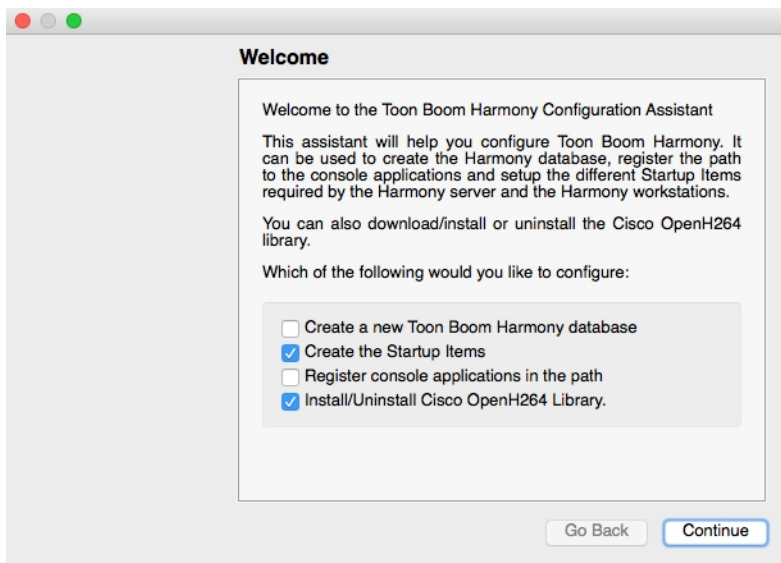 Welcome
Welcome to the Toon Boom Harmony Configuration Assistant
This assistant will help you configure Toon Boom Harmony. It
can be used to create the Harmony database, register the path
to the console applications and setup the different Startup Items
required by the Harmony server and the Harmony workstations.
You can also download/install or uninstall the Cisco OpenH264
library.
Which of the following would you like to configure:
Create a new Toon Boom Harmony database
Create the Startup Items
Register console applications in the path
Install/Uninstall Cisco OpenH264 Library.
Go Back
Continue